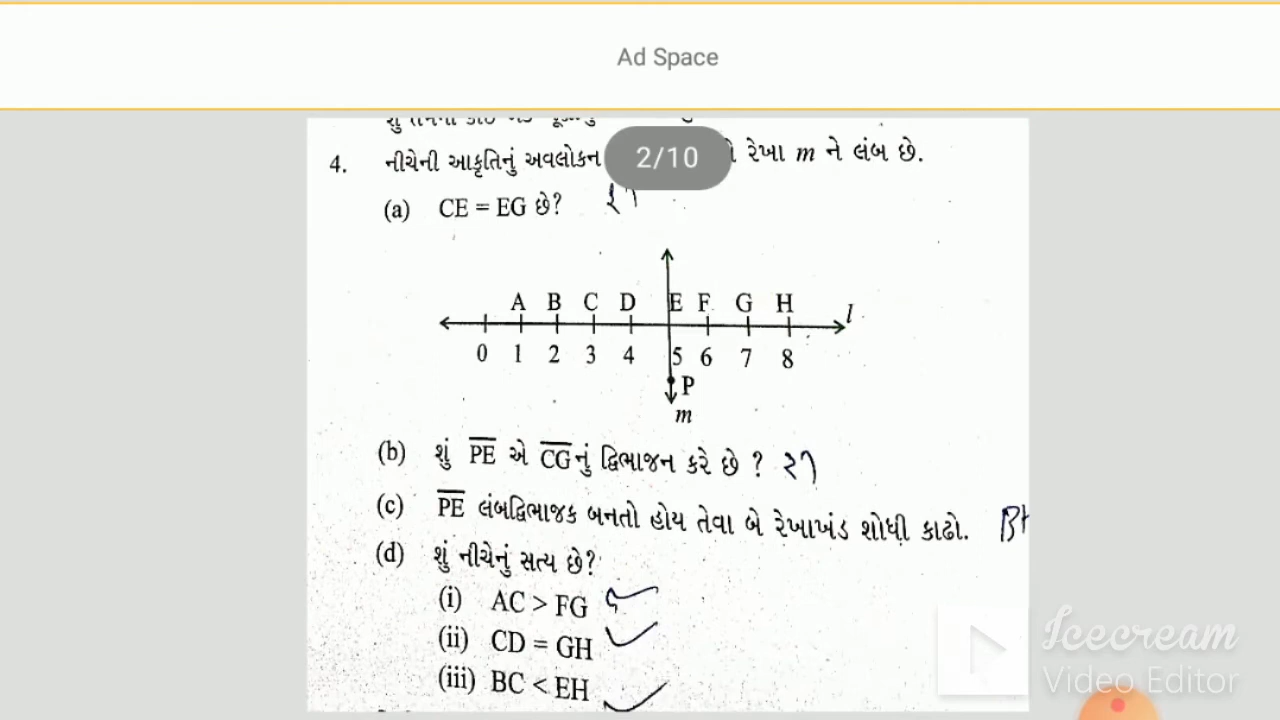 Ad Space
2/10
4. નીચેની આકૃતિનું અવલોકન રેખા m ને લંબ છે.
(a) CE = EG છે?
A B C D E F G H l
0 1 2 3 4 5 6 7 8
P
m
(b) શું PE એ CG નું દ્વિભાજન કરે છે ?
(c) PE લંબદ્વિભાજક બનતો હોય તેવા બે રેખાખંડ શોધી કાઢો.
(d) શું નીચેનું સત્ય છે?
(i) AC > FG
(ii) CD = GH
(iii) BC < EH
Icecream
Video Editor